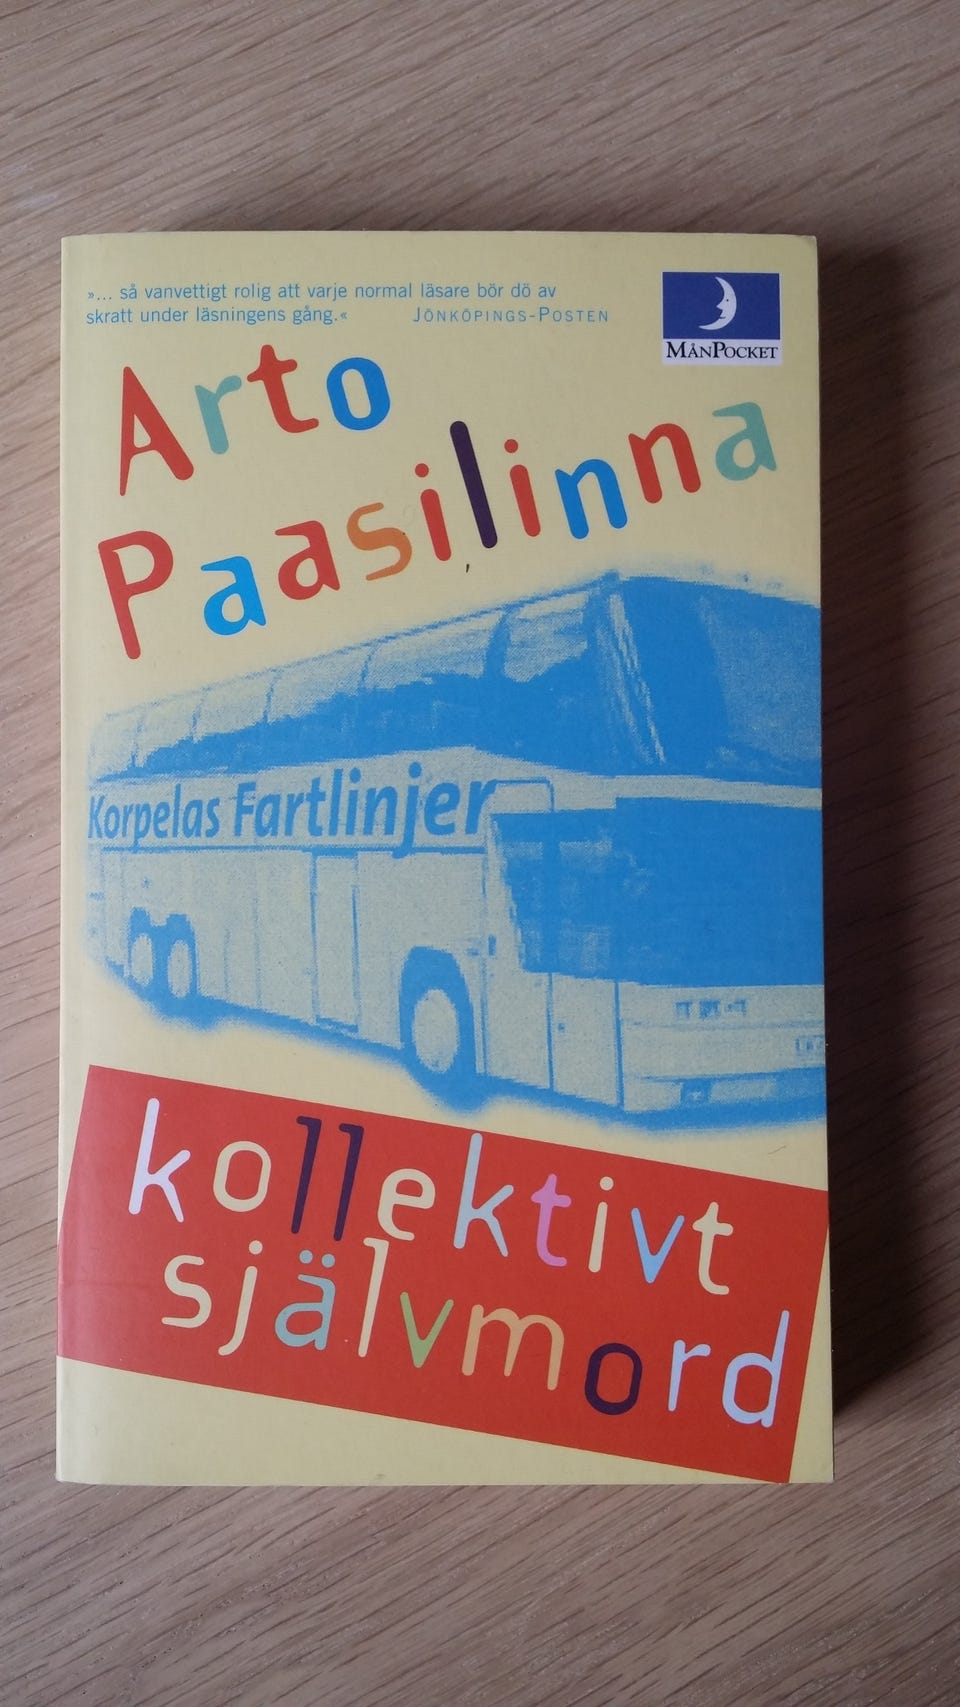 »... så vanvettigt rolig att varje normal läsare bör dö av
skratt under läsningens gång.« JÖNKÖPINGS-POSTEN
MÅNPOCKET
Arto
Paasilinna
Korpelas Fartlinjer
kollektivt
självmord